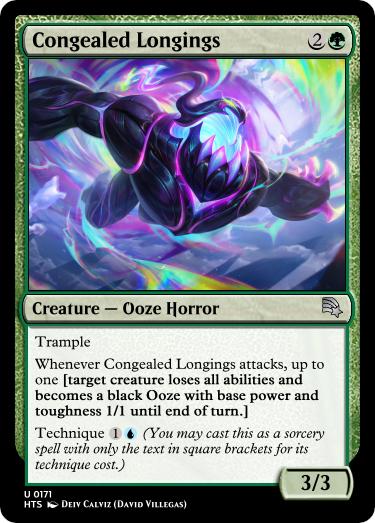 Congealed Longings 2
Creature — Ooze Horror
Trample
Whenever Congealed Longings attacks, up to
one [target creature loses all abilities and
becomes a black Ooze with base power and
toughness 1/1 until end of turn.]
Technique 1 (You may cast this as a sorcery
spell with only the text in square brackets for its
technique cost.)
3/3
U 0171
HTS Deiv Calviz (David Villegas)